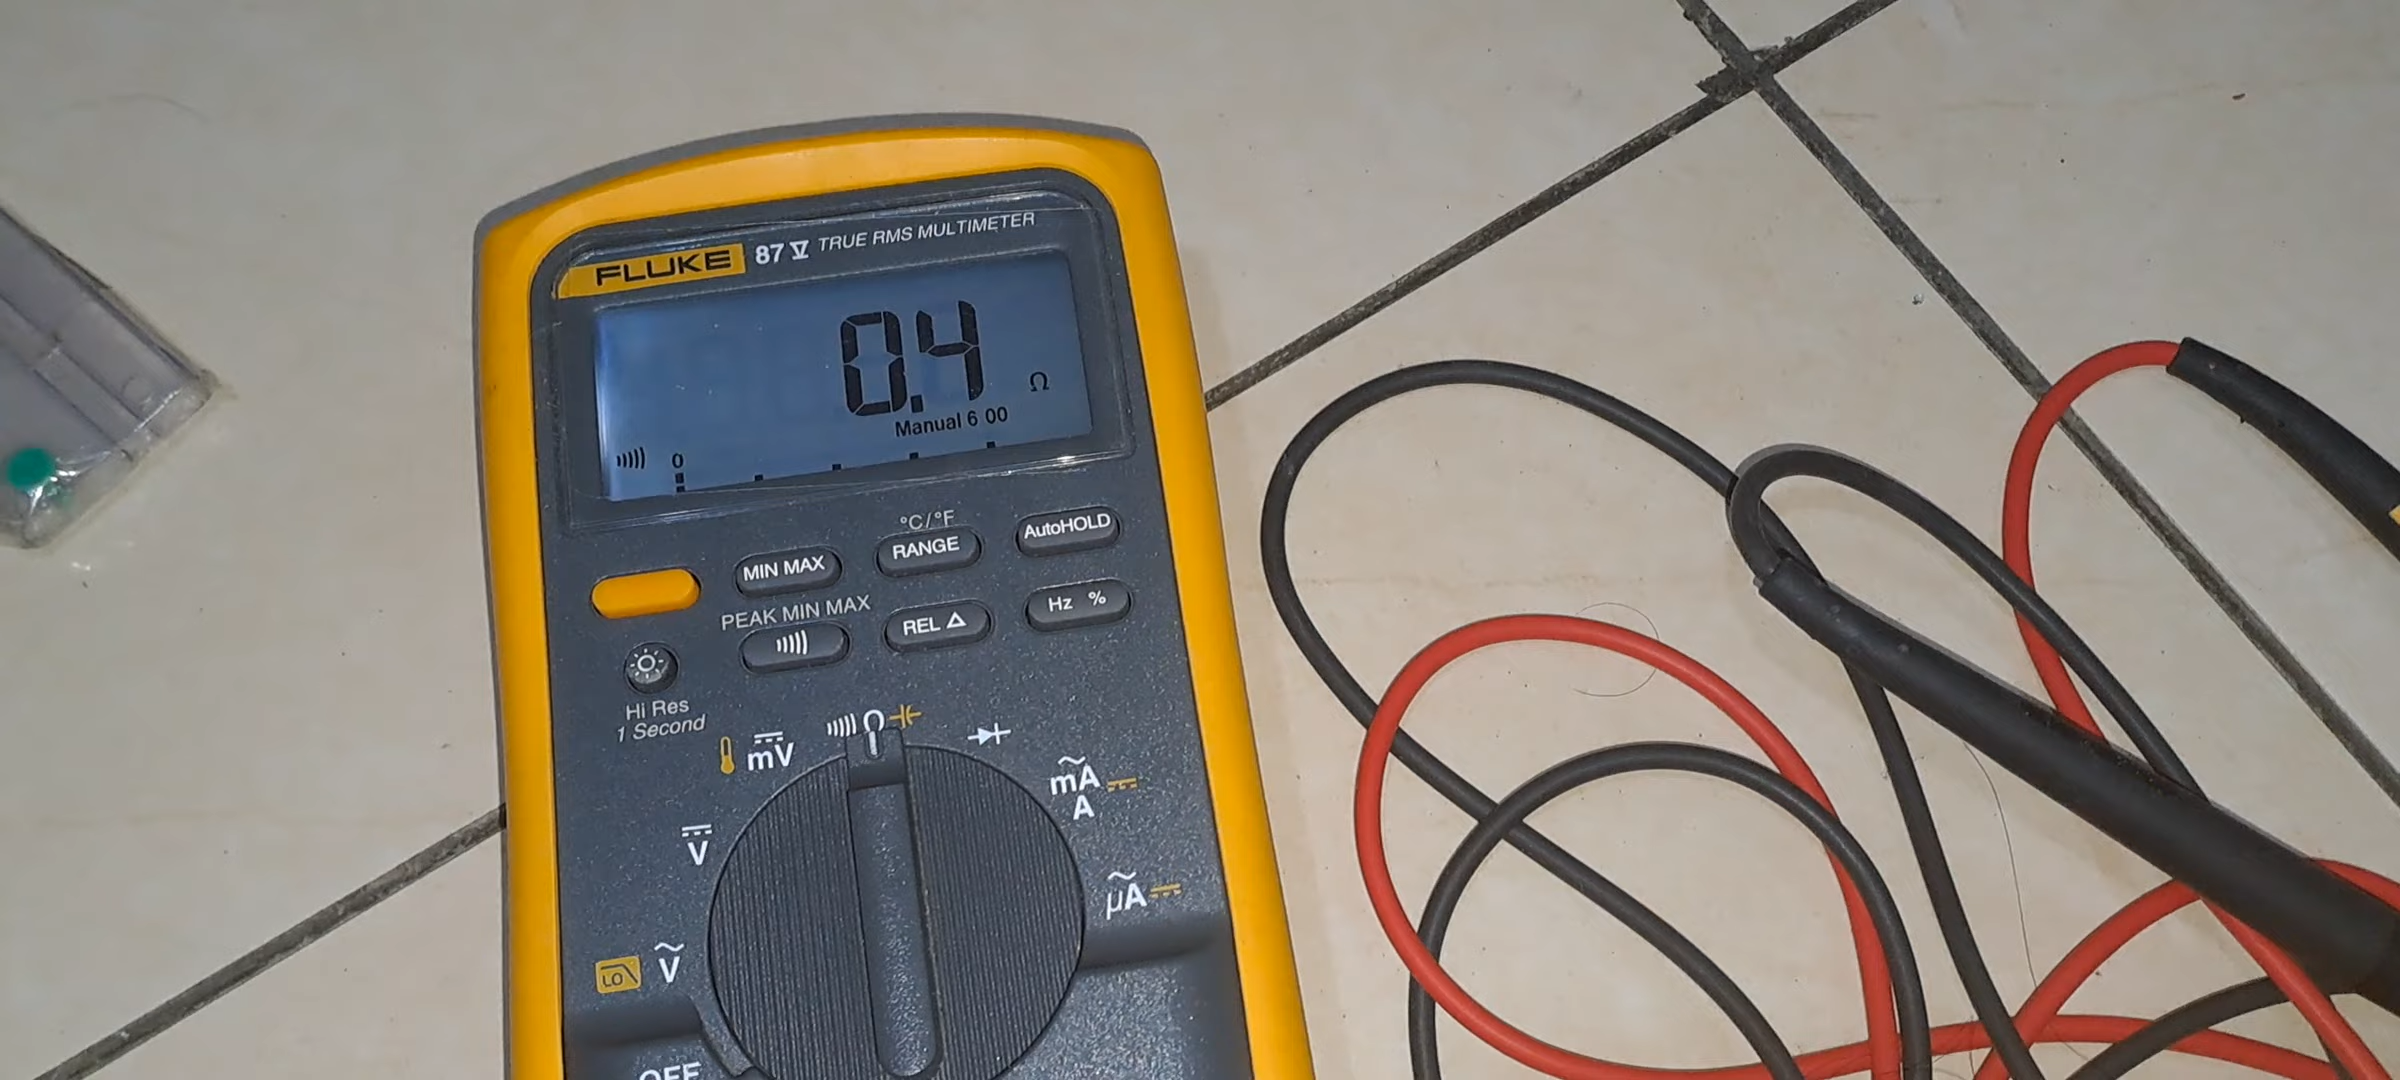 FLUKE 87 V TRUE RMS MULTIMETER
0.4 Ω
Manual 6 00
0
°C/°F
MIN MAX RANGE AutoHOLD
PEAK MIN MAX
REL Δ Hz %
Hi Res
1 Second
mV Ω
mA
A
V
µA
LO V
OFF